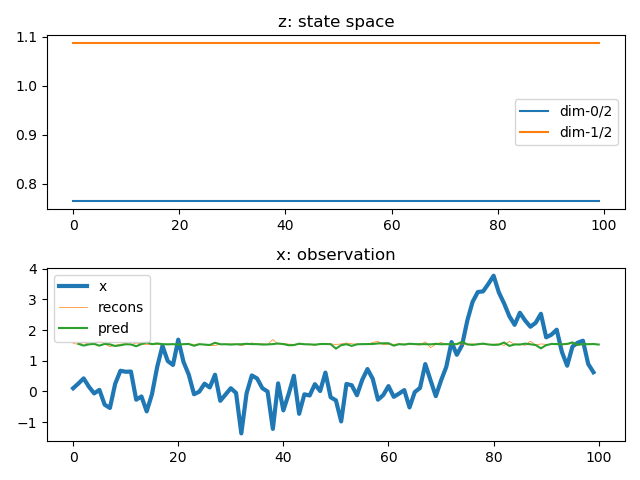 z: state space
1.1
1.0
0.9
0.8
dim-0/2
dim-1/2
0 20 40 60 80 100
x: observation
4
3
2
1
0
−1
x
recons
pred
0 20 40 60 80 100